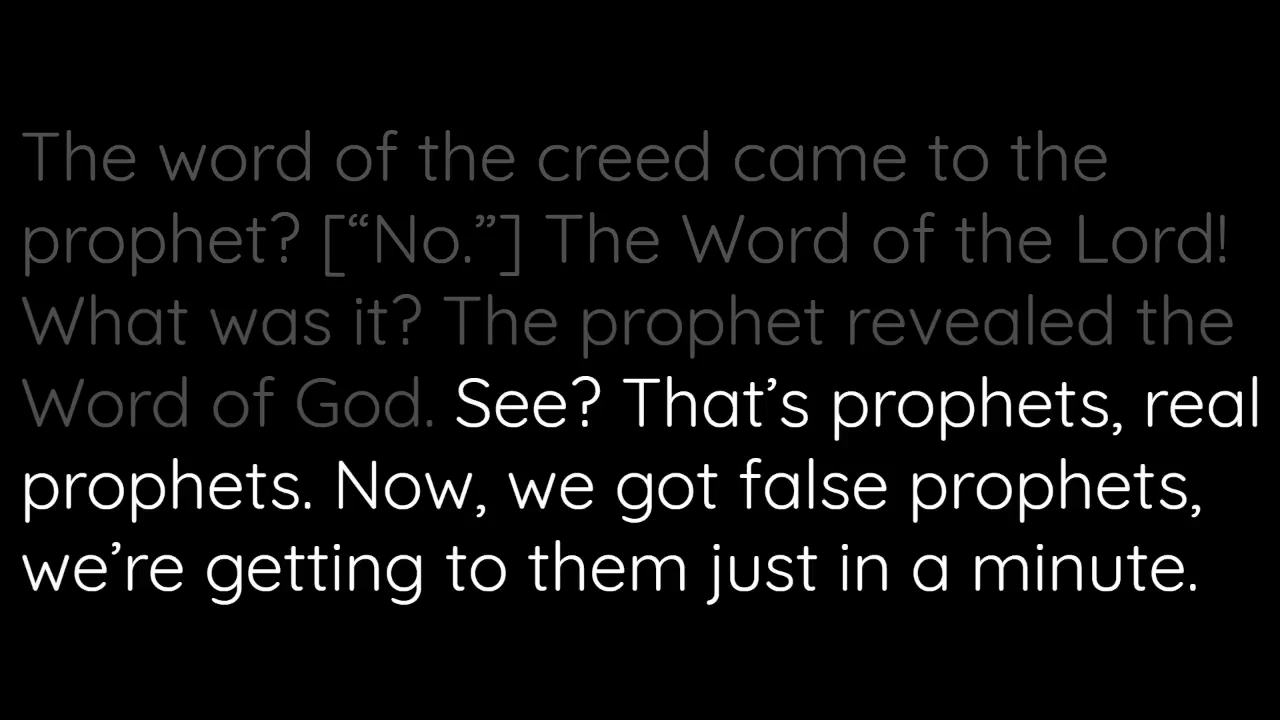 The word of the creed came to the
prophet? [“No.”] The Word of the Lord!
What was it? The prophet revealed the
Word of God. See? That’s prophets, real
prophets. Now, we got false prophets,
we’re getting to them just in a minute.